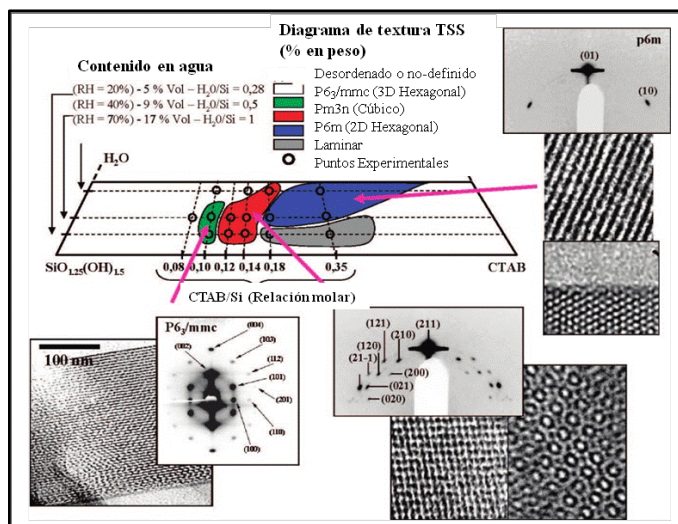 Diagrama de textura TSS
(% en peso)
Contenido en agua
(RH = 20%) - 5 % Vol – H2O/Si = 0,28
(RH = 40%) - 9 % Vol – H2O/Si = 0,5
(RH = 70%) - 17 % Vol – H2O/Si = 1
Desordenado o no-definido
P63/mmc (3D Hexagonal)
Pm3n (Cúbico)
P6m (2D Hexagonal)
Laminar
Puntos Experimentales
p6m
(01)
(10)
H2O
SiO1.25(OH)1.5
0,08
0,10
0,12
0,14
0,18
0,35
CTAB
CTAB/Si (Relación molar)
100 nm
P63/mmc
(004)
(002)
(103)
(112)
(101)
(201)
(110)
(100)
(121)
(211)
(210)
(120)
(21-1)
(200)
(021)
(020)